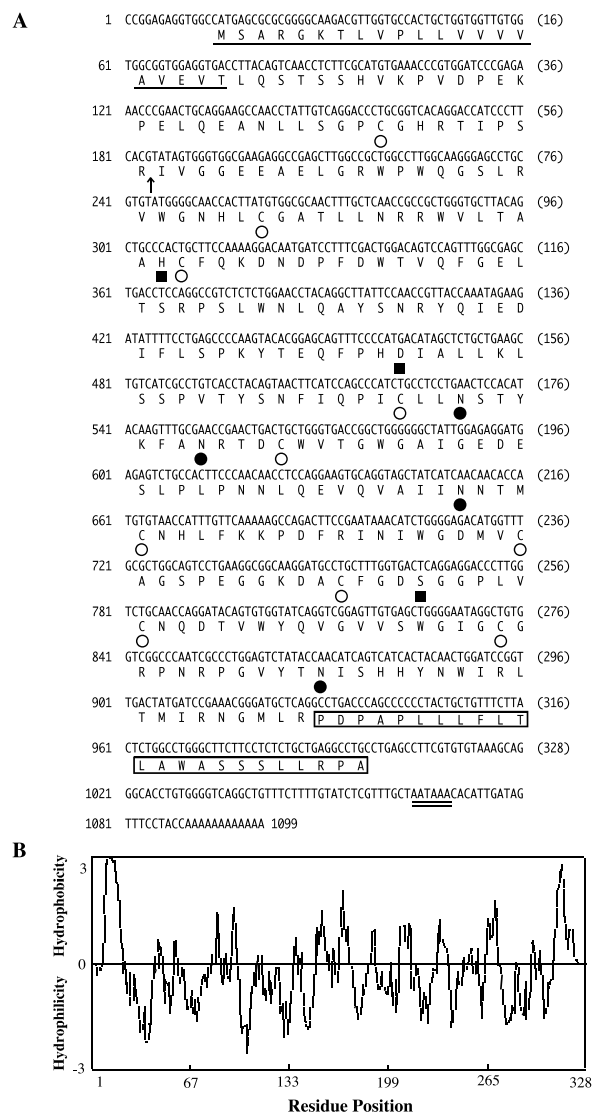 A
1 CCGGAGAGGTGGCCATGAGCGCGCGGGGCAAGACGTTGGTGCCACTGCTGGTGGTTGTGG (16)
M S A R G K T L V P L L V V V V
61 TGGCGGTGGAGGTGACCTTACAGTCAACCTCTTCGCATGTGAAACCCGTGGATCCCGAGA (36)
A V E V T L Q S T S S H V K P V D P E K
121 AACCCGAACTGCAGGAAGCCAACCTATTGTCAGGACCCTGCGGTCACAGGACCATCCCTT (56)
P E L Q E A N L L S G P C G H R T I P S
181 CACGTATAGTGGGTGGCGAAGAGGCCGAGCTTGGCCGCTGGCCTTGGCAAGGGAGCCTGC (76)
R I V G G E E A E L G R W P W Q G S L R
241 GTGTATGGGGCAACCACTTATGTGGCGCAACTTTGCTCAACCGCCGCTGGGTGCTTACAG (96)
V W G N H L C G A T L L N R R W V L T A
301 CTGCCCACTGCTTCCAAAAGGACAATGATCCTTTCGACTGGACAGTCCAGTTTGGCGAGC (116)
A H C F Q K D N D P F D W T V Q F G E L
361 TGACCTCCAGGCCGTCTCTCTGGAACCTACAGGCTTATTCCAACCGTTACCAAATAGAAG (136)
T S R P S L W N L Q A Y S N R Y Q I E D
421 ATATTTTCCTGAGCCCCAAGTACACGGAGCAGTTTCCCCATGACATAGCTCTGCTGAAGC (156)
I F L S P K Y T E Q F P H D I A L L K L
481 TGTCATCGCCTGTCACCTACAGTAACTTCATCCAGCCCATCTGCCTCCTGAACTCCACAT (176)
S S P V T Y S N F I Q P I C L L N S T Y
541 ACAAGTTTGCGAACCGAACTGACTGCTGGGTGACCGGCTGGGGGGCTATTGGAGAGGATG (196)
K F A N R T D C W V T G W G A I G E D E
601 AGAGTCTGCCACTTCCCAACAACCTCCAGGAAGTGCAGGTAGCTATCATCAACAACACCA (216)
S L P L P N N L Q E V Q V A I I N N T M
661 TGTGTAACCATTTGTTCAAAAAGCCAGACTTCCGAATAAACATCTGGGGAGACATGGTTT (236)
C N H L F K K P D F R I N I W G D M V C
721 GCGCTGGCAGTCCTGAAGGCGGCAAGGATGCCTGCTTTGGTGACTCAGGAGGACCCTTGG (256)
A G S P E G G K D A C F G D S G G P L V
781 TCTGCAACCAGGATACAGTGTGGTATCAGGTCGGAGTTGTGAGCTGGGGAATAGGCTGTG (276)
C N Q D T V W Y Q V G V V S W G I G C G
841 GTCGGCCCAATCGCCCTGGAGTCTATACCAACATCAGTCATCACTACAACTGGATCCGGT (296)
R P N R P G V Y T N I S H H Y N W I R L
901 TGACTATGATCCGAAACGGGATGCTCAGGCCTGACCCAGCCCCCCTACTGCTGTTTCTTA (316)
T M I R N G M L R P D P A P L L L F L T
961 CTCTGGCCTGGGCTTCTTCCTCTCTGCTGAGGCCTGCCTGAGCCTTCGTGTGTAAAGCAG (328)
L A W A S S S L L R P A
1021 GGCACCTGTGGGGTCAGGCTGTTTCTTTTGTATCTCGTTTGCTAATAAACACATTGATAG
1081 TTTCCTACCAAAAAAAAAAAA 1099
B
Hydrophobicity
Hydrophilicity
3
0
-3
1 67 133 199 265 328
Residue Position